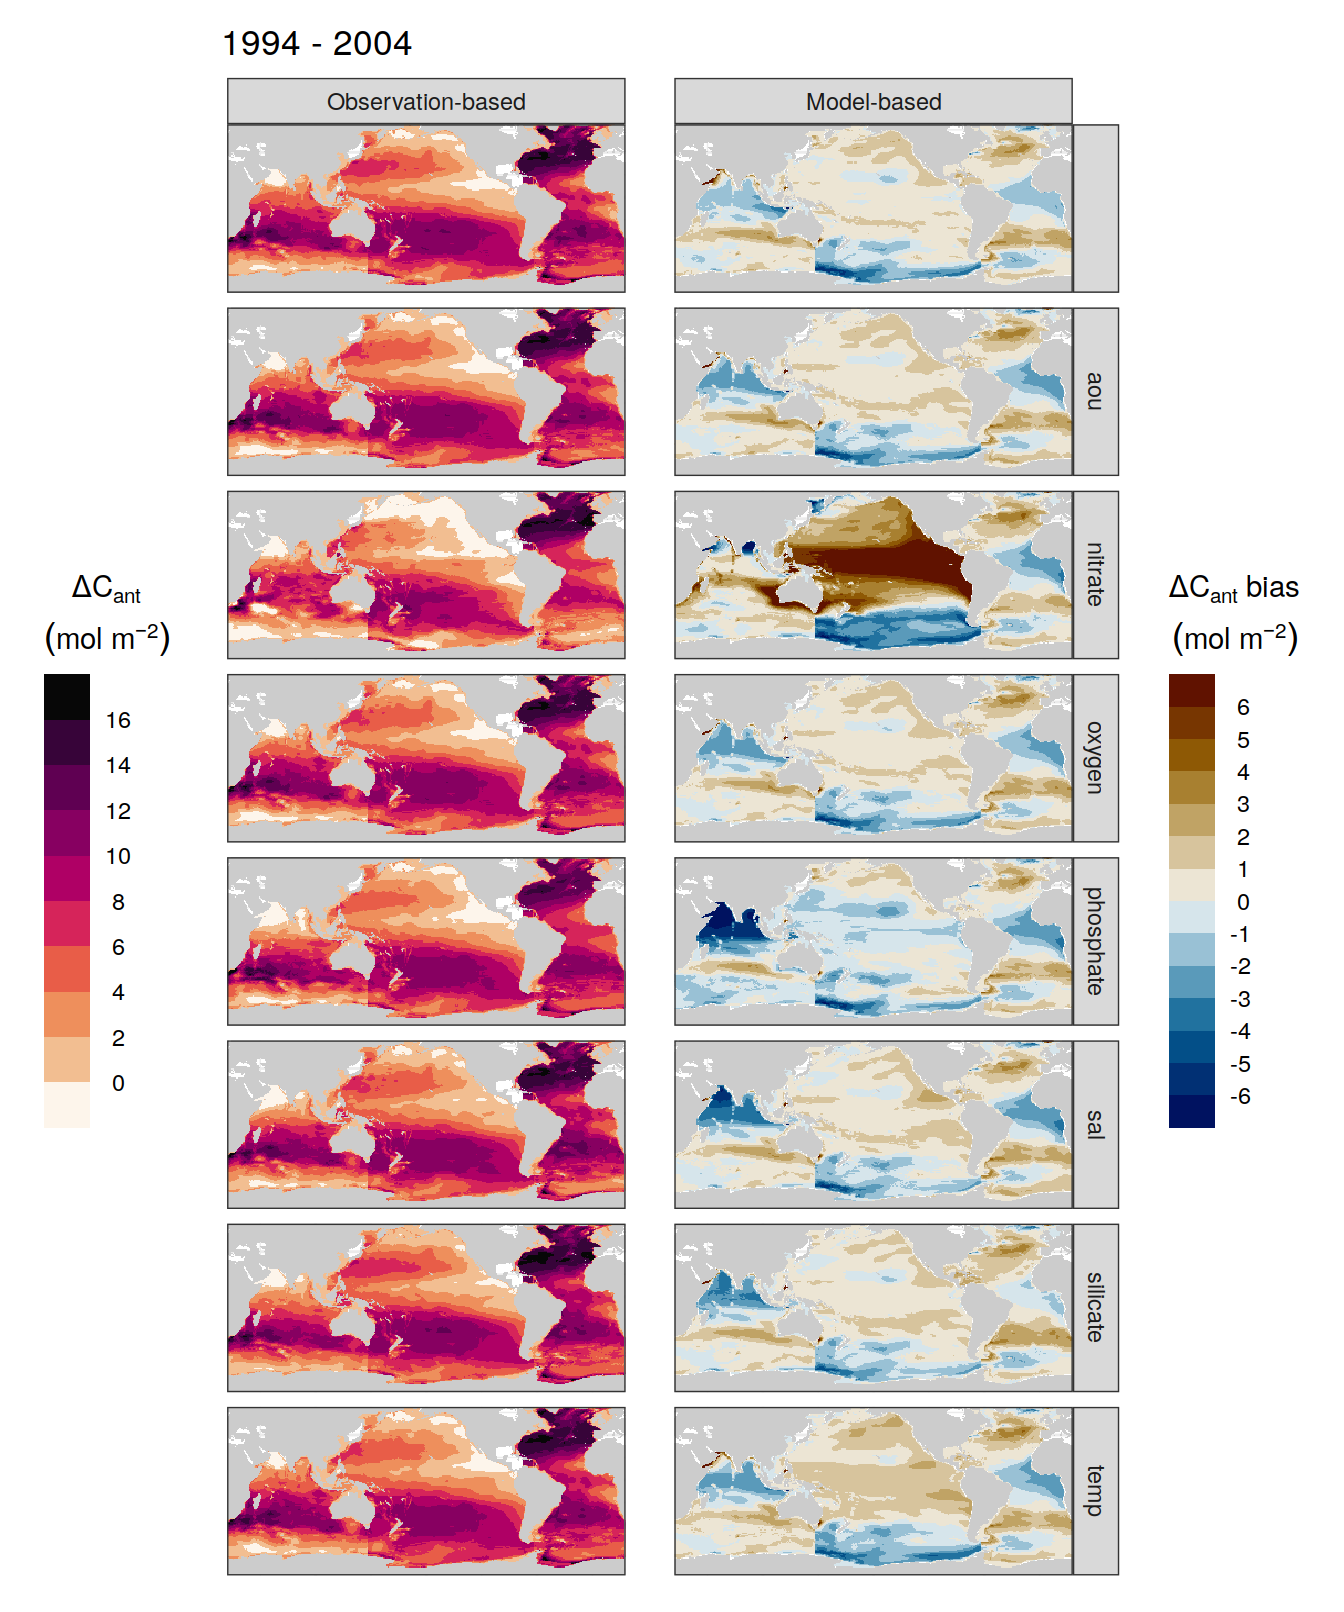 1994 - 2004
Observation-based
Model-based
aou
nitrate
oxygen
phosphate
sal
silicate
temp
ΔCant
(mol m−2)
16
14
12
10
8
6
4
2
0
ΔCant bias
(mol m−2)
6
5
4
3
2
1
0
-1
-2
-3
-4
-5
-6